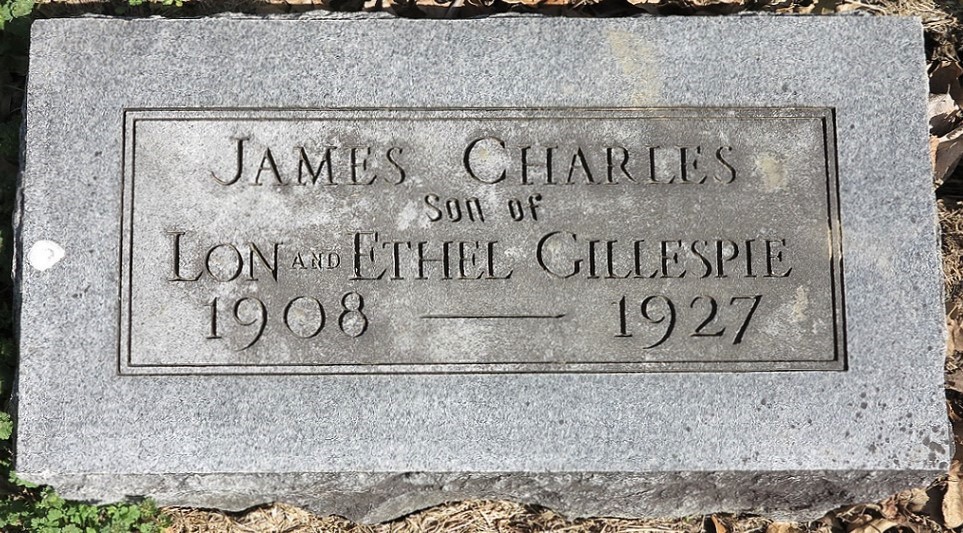 JAMES CHARLES
Son of
LON AND ETHEL GILLESPIE
1908 — 1927